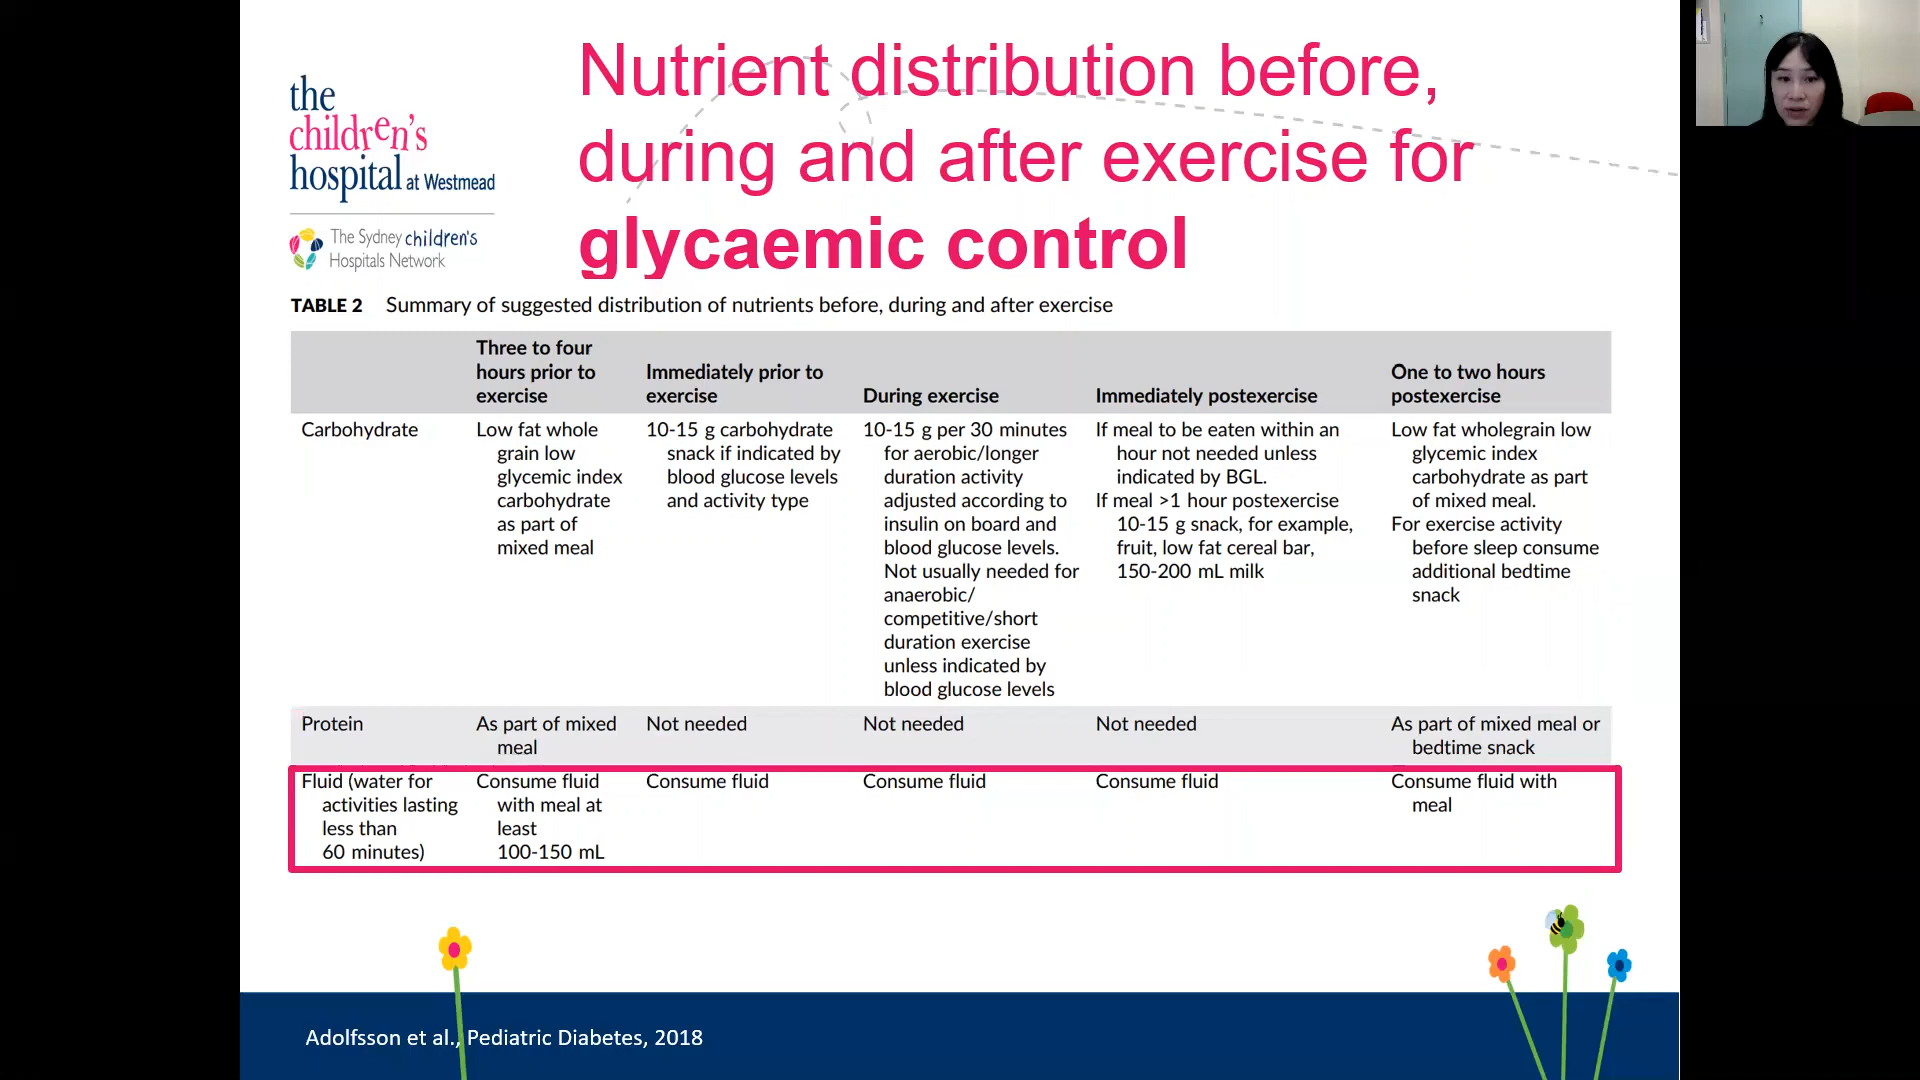 the
children's
hospital at Westmead
The Sydney children's
Hospitals Network
Nutrient distribution before,
during and after exercise for
glycaemic control
TABLE 2 Summary of suggested distribution of nutrients before, during and after exercise
Three to four
hours prior to
exercise
Immediately prior to
exercise
During exercise
Immediately postexercise
One to two hours
postexercise
Carbohydrate
Low fat whole
grain low
glycemic index
carbohydrate
as part of
mixed meal
10-15 g carbohydrate
snack if indicated by
blood glucose levels
and activity type
10-15 g per 30 minutes
for aerobic/longer
duration activity
adjusted according to
insulin on board and
blood glucose levels.
Not usually needed for
anaerobic/
competitive/short
duration exercise
unless indicated by
blood glucose levels
If meal to be eaten within an
hour not needed unless
indicated by BGL.
If meal >1 hour postexercise
10-15 g snack, for example,
fruit, low fat cereal bar,
150-200 mL milk
Low fat wholegrain low
glycemic index
carbohydrate as part
of mixed meal.
For exercise activity
before sleep consume
additional bedtime
snack
Protein
As part of mixed
meal
Not needed
Not needed
Not needed
As part of mixed meal or
bedtime snack
Fluid (water for
activities lasting
less than
60 minutes)
Consume fluid
with meal at
least
100-150 mL
Consume fluid
Consume fluid
Consume fluid
Consume fluid with
meal
Adolfsson et al., Pediatric Diabetes, 2018